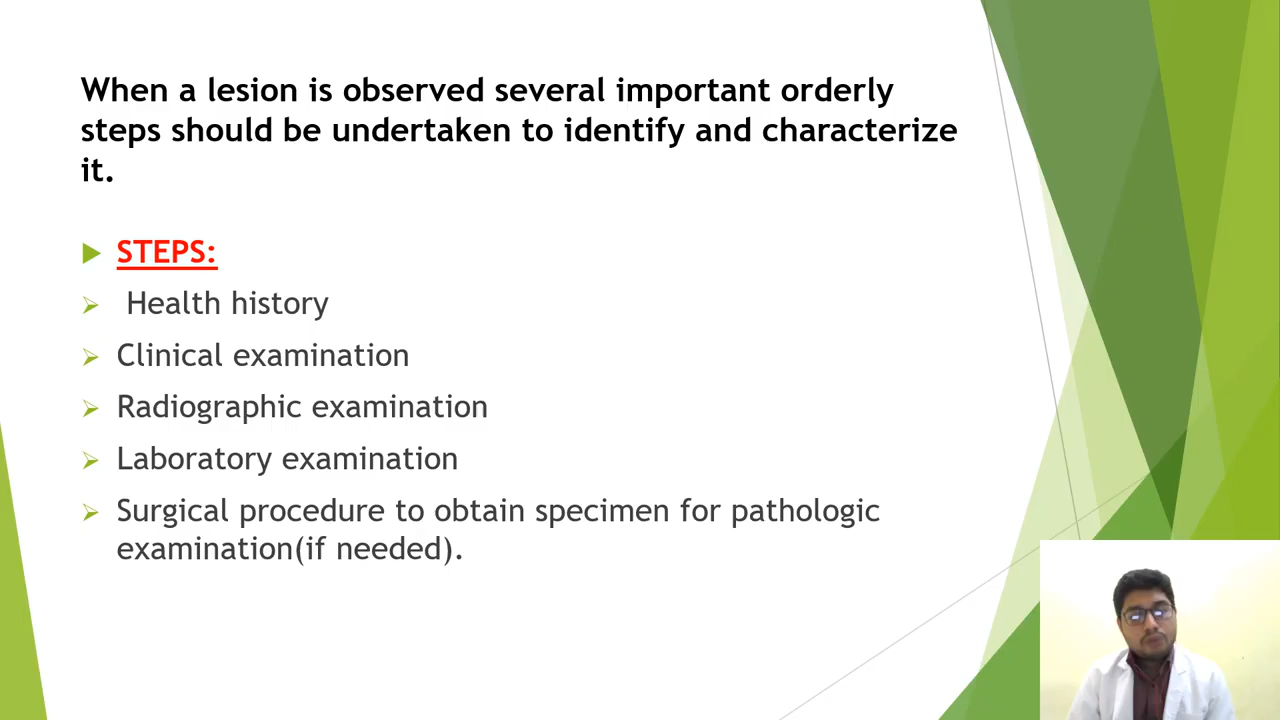 When a lesion is observed several important orderly
steps should be undertaken to identify and characterize
it.
STEPS:
Health history
Clinical examination
Radiographic examination
Laboratory examination
Surgical procedure to obtain specimen for pathologic
examination(if needed).